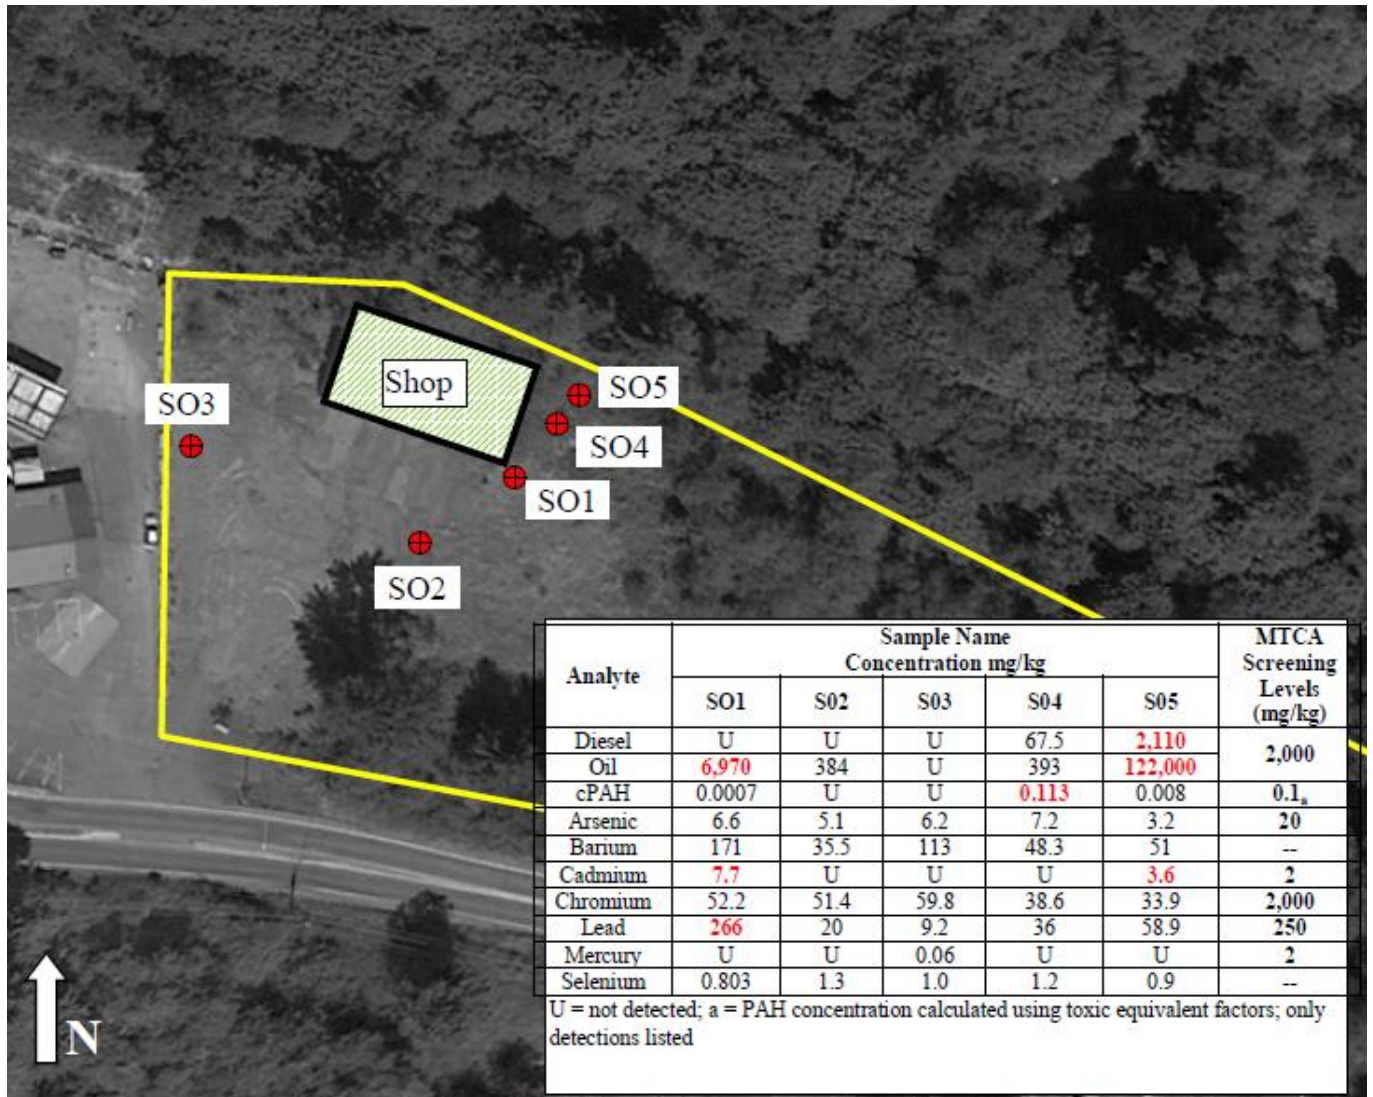 Shop
SO3
SO5
SO4
SO1
SO2
N
Analyte
Sample Name
Concentration mg/kg
MTCA
Screening
Levels
(mg/kg)
SO1 S02 S03 S04 S05
Diesel U U U 67.5 2,110 2,000
Oil 6,970 384 U 393 122,000
cPAH 0.0007 U U 0.113 0.008 0.1a
Arsenic 6.6 5.1 6.2 7.2 3.2 20
Barium 171 35.5 113 48.3 51 --
Cadmium 7.7 U U U 3.6 2
Chromium 52.2 51.4 59.8 38.6 33.9 2,000
Lead 266 20 9.2 36 58.9 250
Mercury U U 0.06 U U 2
Selenium 0.803 1.3 1.0 1.2 0.9 --
U = not detected; a = PAH concentration calculated using toxic equivalent factors; only
detections listed